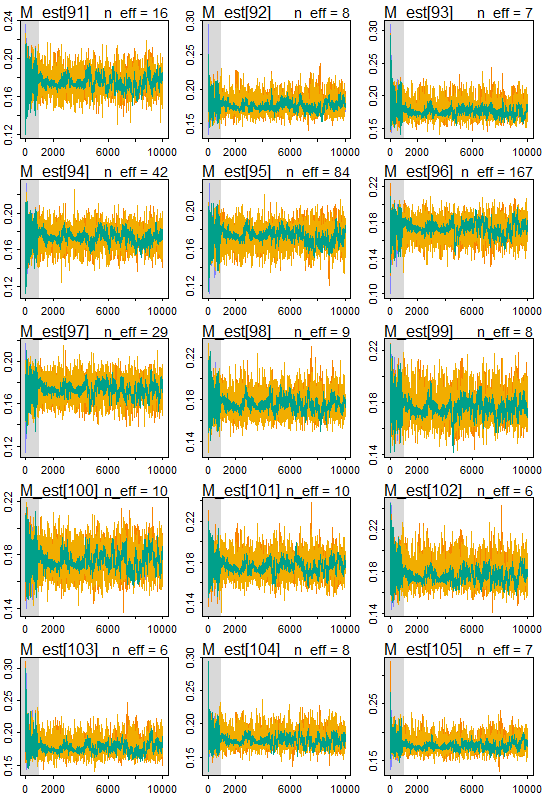 M_est[91] n_eff = 16
M_est[92] n_eff = 8
M_est[93] n_eff = 7
0.12 0.16 0.20 0.24
0.15 0.20 0.25 0.30
0.15 0.20 0.25 0.30
0 2000 6000 10000
0 2000 6000 10000
0 2000 6000 10000
M_est[94] n_eff = 42
M_est[95] n_eff = 84
M_est[96] n_eff = 167
0.12 0.16 0.20
0.12 0.16 0.20
0.10 0.14 0.18 0.22
0 2000 6000 10000
0 2000 6000 10000
0 2000 6000 10000
M_est[97] n_eff = 29
M_est[98] n_eff = 9
M_est[99] n_eff = 8
0.12 0.16 0.20
0.14 0.18 0.22
0.14 0.18 0.22
0 2000 6000 10000
0 2000 6000 10000
0 2000 6000 10000
M_est[100] n_eff = 10
M_est[101] n_eff = 10
M_est[102] n_eff = 6
0.14 0.18 0.22
0.14 0.18 0.22
0.14 0.18 0.22
0 2000 6000 10000
0 2000 6000 10000
0 2000 6000 10000
M_est[103] n_eff = 6
M_est[104] n_eff = 8
M_est[105] n_eff = 7
0.15 0.20 0.25 0.30
0.15 0.20 0.25 0.30
0.15 0.25
0 2000 6000 10000
0 2000 6000 10000
0 2000 6000 10000